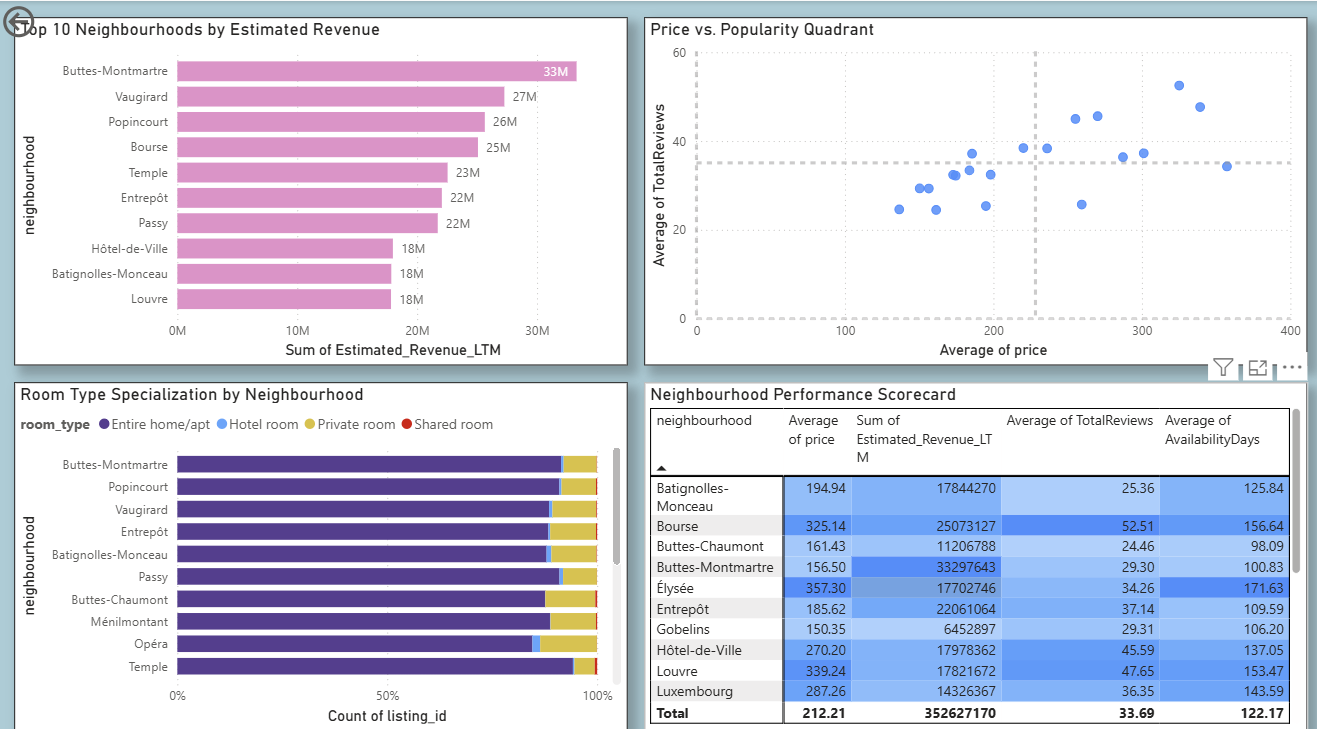 Top 10 Neighbourhoods by Estimated Revenue
neighbourhood
Buttes-Montmartre 33M
Vaugirard 27M
Popincourt 26M
Bourse 25M
Temple 23M
Entrepôt 22M
Passy 22M
Hôtel-de-Ville 18M
Batignolles-Monceau 18M
Louvre 18M
0M 10M 20M 30M
Sum of Estimated_Revenue_LTM
Price vs. Popularity Quadrant
Average of TotalReviews
60
40
20
0
0 100 200 300 400
Average of price
Room Type Specialization by Neighbourhood
room_type Entire home/apt Hotel room Private room Shared room
neighbourhood
Buttes-Montmartre
Popincourt
Vaugirard
Entrepôt
Batignolles-Monceau
Passy
Buttes-Chaumont
Ménilmontant
Opéra
Temple
0% 50% 100%
Count of listing_id
Neighbourhood Performance Scorecard
neighbourhood Average Sum of Average of TotalReviews Average of
of price Estimated_Revenue_LT AvailabilityDays
M
Batignolles- 194.94 17844270 25.36 125.84
Monceau
Bourse 325.14 25073127 52.51 156.64
Buttes-Chaumont 161.43 11206788 24.46 98.09
Buttes-Montmartre 156.50 33297643 29.30 100.83
Élysée 357.30 17702746 34.26 171.63
Entrepôt 185.62 22061064 37.14 109.59
Gobelins 150.35 6452897 29.31 106.20
Hôtel-de-Ville 270.20 17978362 45.59 137.05
Louvre 339.24 17821672 47.65 153.47
Luxembourg 287.26 14326367 36.35 143.59
Total 212.21 352627170 33.69 122.17